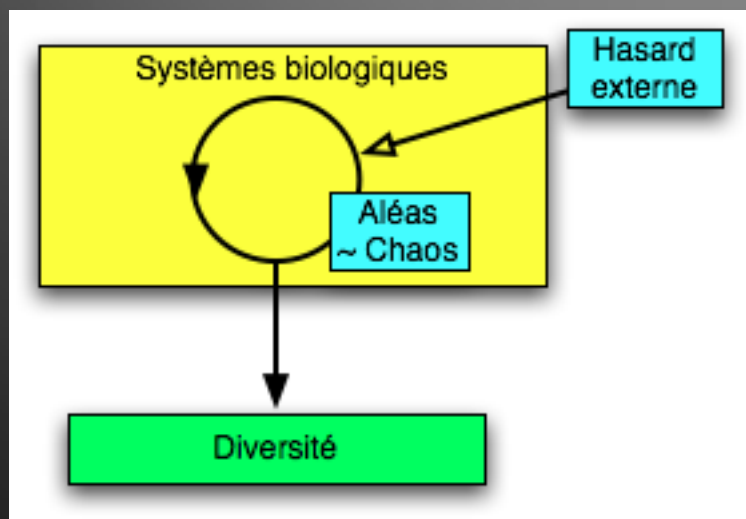 Systèmes biologiques
Hasard
externe
Aléas
~ Chaos
Diversité